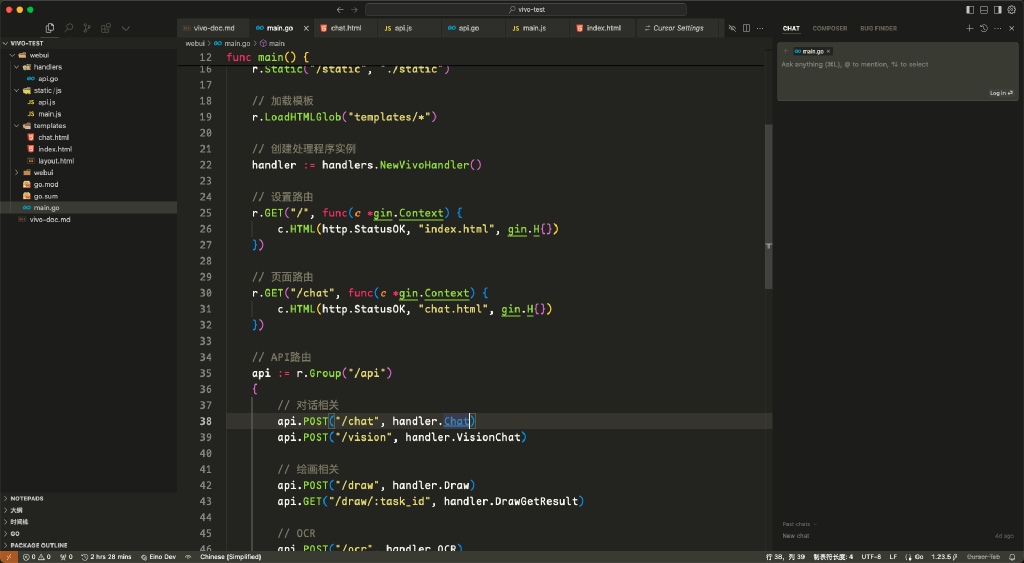 vivo-test
vivo-doc.md
main.go
chat.html
api.js
api.go
main.js
index.html
Cursor Settings
CHAT
COMPOSER
BUG FINDER
VIVO-TEST
webui
handlers
api.go
static/js
api.js
main.js
templates
chat.html
index.html
layout.html
webui
go.mod
go.sum
main.go
vivo-doc.md
NOTEPADS
大纲
时间线
GO
PACKAGE OUTLINE
webui > main.go > main
12 func main() {
16 r.Static("/static", "./static")
17
18 // 加载模板
19 r.LoadHTMLGlob("templates/*")
20
21 // 创建处理程序实例
22 handler := handlers.NewVivoHandler()
23
24 // 设置路由
25 r.GET("/", func(c *gin.Context) {
26 c.HTML(http.StatusOK, "index.html", gin.H{})
27 })
28
29 // 页面路由
30 r.GET("/chat", func(c *gin.Context) {
31 c.HTML(http.StatusOK, "chat.html", gin.H{})
32 })
33
34 // API路由
35 api := r.Group("/api")
36 {
37 // 对话相关
38 api.POST("/chat", handler.Chat)
39 api.POST("/vision", handler.VisionChat)
40
41 // 绘画相关
42 api.POST("/draw", handler.Draw)
43 api.GET("/draw/:task_id", handler.DrawGetResult)
44
45 // OCR
46 api.POST("/ocr", handler.OCR)
main.go
Ask anything (⌘L), @ to mention, ⇅ to select
Log in ⏎
Past chats
New chat
4d ago
0 0
0
2 hrs 28 mins
Eino Dev
Chinese (Simplified)
行 38, 列 39
制表符长度: 4
UTF-8
LF
Go
1.23.5
Cursor Tab